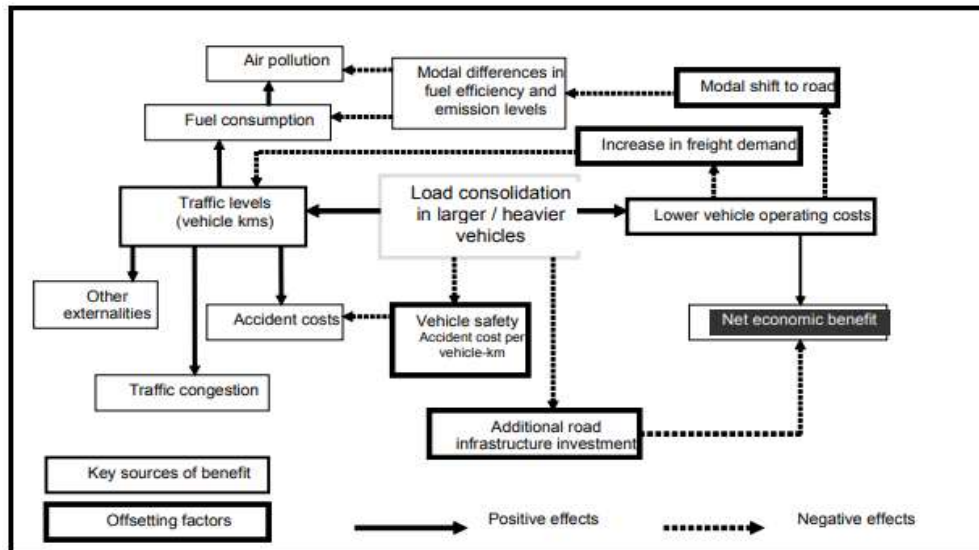 Air pollution
Modal differences in
fuel efficiency and
emission levels
Modal shift to road
Fuel consumption
Increase in freight demand
Traffic levels
(vehicle kms)
Load consolidation
in larger / heavier
vehicles
Lower vehicle operating costs
Other
externalities
Accident costs
Vehicle safety
Accident cost per
vehicle-km
Net economic benefit
Traffic congestion
Additional road
infrastructure investment
Key sources of benefit
Offsetting factors
Positive effects
Negative effects